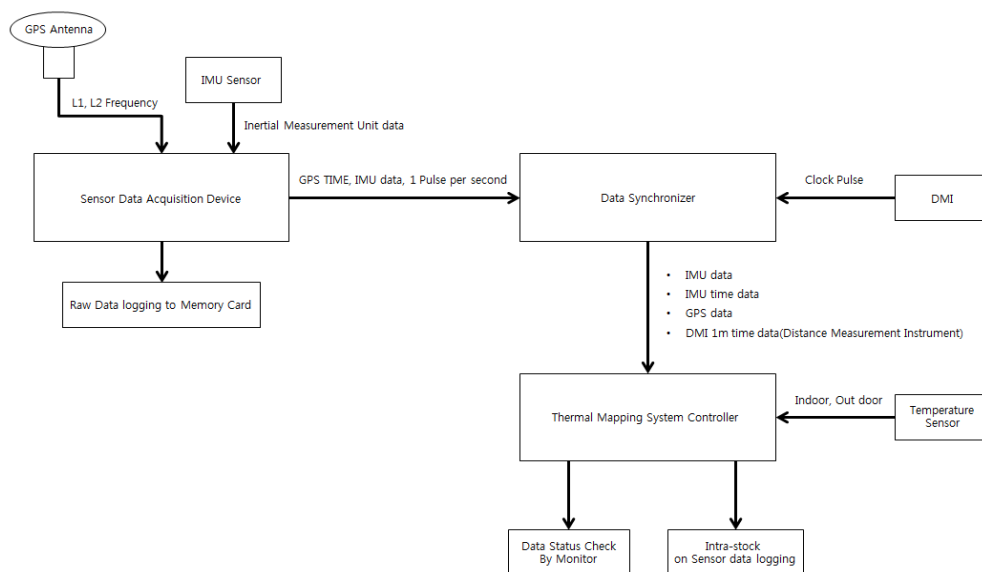 GPS Antenna
IMU Sensor
L1, L2 Frequency
Inertial Measurement Unit data
Sensor Data Acquisition Device
GPS TIME, IMU data, 1 Pulse per second
Data Synchronizer
Clock Pulse
DMI
Raw Data logging to Memory Card
• IMU data
• IMU time data
• GPS data
• DMI 1m time data(Distance Measurement Instrument)
Thermal Mapping System Controller
Indoor, Out door
Temperature
Sensor
Data Status Check
By Monitor
Intra-stock
on Sensor data logging